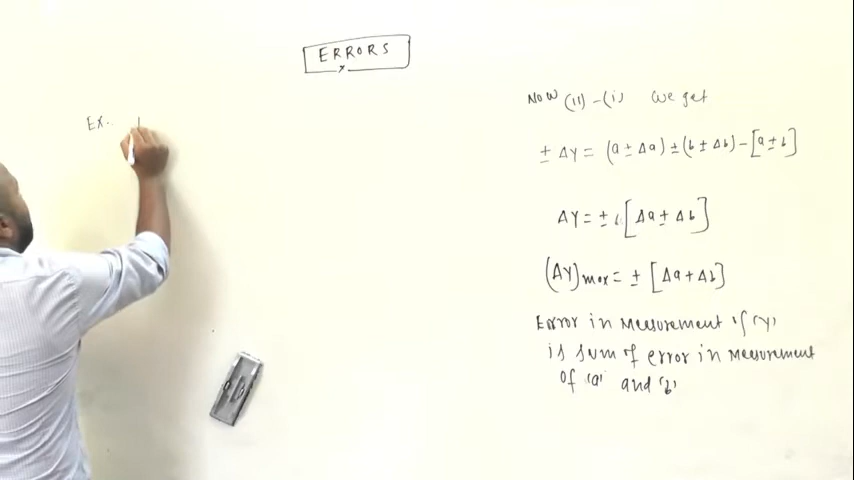 ERRORS
Ex.
Now (ii) - (i) we get
± Δy = (a ± Δa) ± (b ± Δb) - [a ± b]
Δy = ± [Δa ± Δb]
(Δy)max = ± [Δa + Δb]
Error in measurement of 'y'
is sum of error in measurement
of 'a' and 'b'